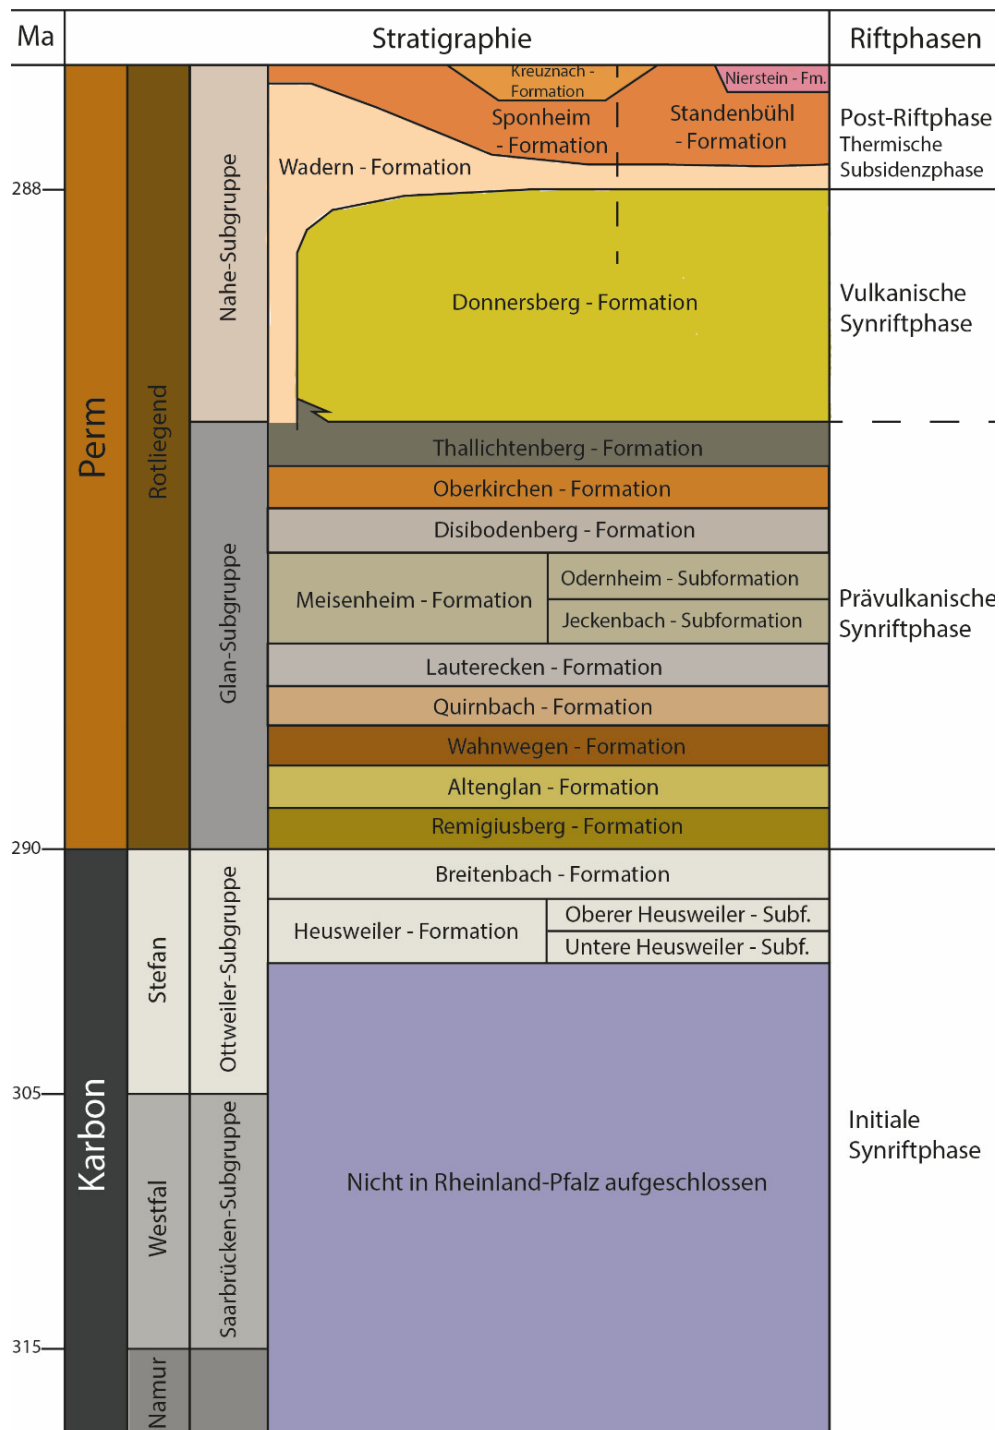 Ma
Stratigraphie
Riftphasen
Kreuznach -
Formation
Nierstein - Fm.
Sponheim
- Formation
Standenbühl
- Formation
Post-Riftphase
Thermische
Subsidenzphase
Wadern - Formation
288
Nahe-Subgruppe
Donnersberg - Formation
Vulkanische
Synriftphase
Perm
Rotliegend
Glan-Subgruppe
Thallichtenberg - Formation
Oberkirchen - Formation
Disibodenberg - Formation
Meisenheim - Formation
Odernheim - Subformation
Jeckenbach - Subformation
Prävulkanische
Synriftphase
Lauterecken - Formation
Quirnbach - Formation
Wahnwegen - Formation
Altenglan - Formation
Remigiusberg - Formation
290
Karbon
Stefan
Ottweiler-Subgruppe
Breitenbach - Formation
Heusweiler - Formation
Oberer Heusweiler - Subf.
Untere Heusweiler - Subf.
305
Westfal
Saarbrücken-Subgruppe
Nicht in Rheinland-Pfalz aufgeschlossen
Initiale
Synriftphase
315
Namur